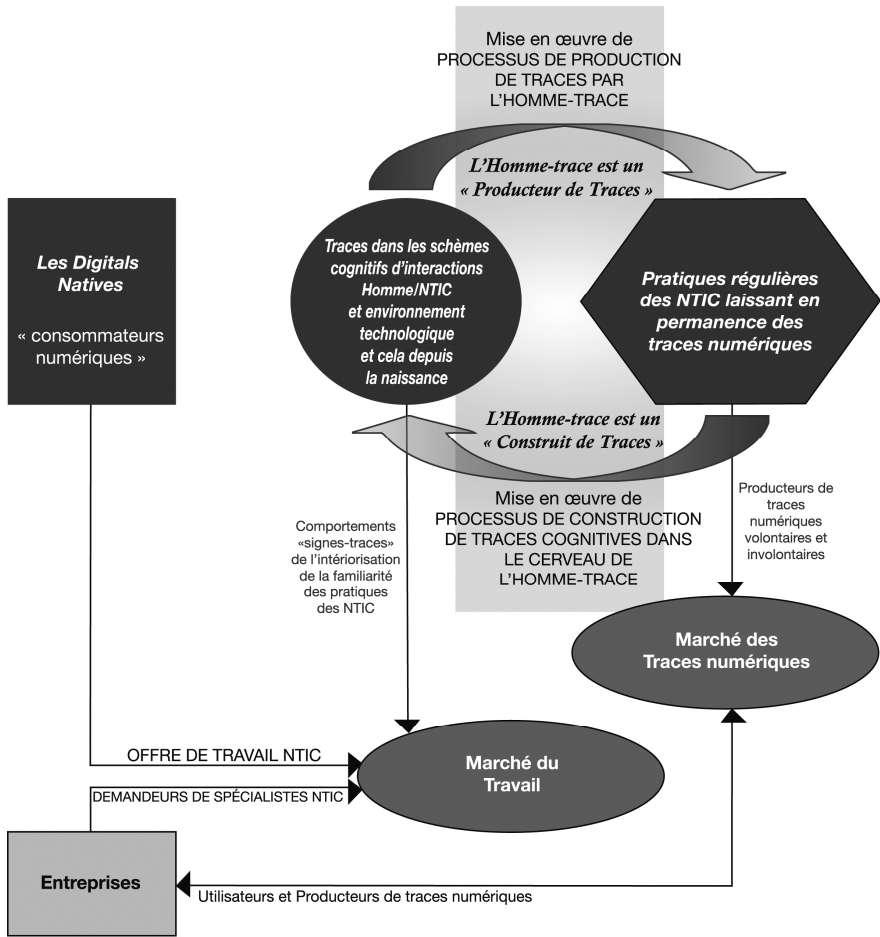 Mise en œuvre de
PROCESSUS DE PRODUCTION
DE TRACES PAR
L’HOMME-TRACE
L’Homme-trace est un
« Producteur de Traces »
Les Digitals
Natives
« consommateurs
numériques »
Traces dans les schèmes
cognitifs d’interactions
Homme/NTIC
et environnement
technologique
et cela depuis
la naissance
Pratiques régulières
des NTIC laissant en
permanence des
traces numériques
L’Homme-trace est un
« Construit de Traces »
Mise en œuvre de
PROCESSUS DE CONSTRUCTION
DE TRACES COGNITIVES DANS
LE CERVEAU DE
L’HOMME-TRACE
Comportements
«signes-traces»
de l’intériorisation
de la familiarité
des pratiques
des NTIC
Producteurs de
traces
numériques
volontaires et
involontaires
Marché des
Traces numériques
OFFRE DE TRAVAIL NTIC
Marché du
Travail
DEMANDEURS DE SPÉCIALISTES NTIC
Entreprises
Utilisateurs et Producteurs de traces numériques